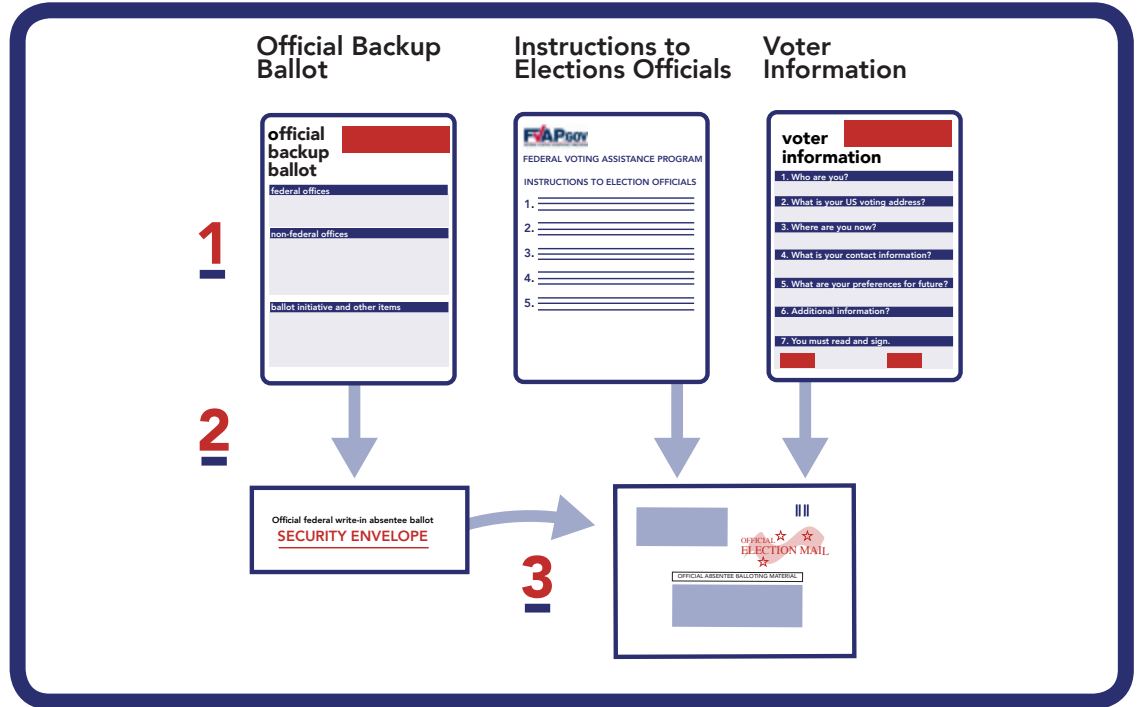 Official Backup
Ballot
Instructions to
Elections Officials
Voter
Information
1
official
backup
ballot
federal offices
non-federal offices
ballot initiative and other items
FVAP.GOV
FEDERAL VOTING ASSISTANCE PROGRAM
INSTRUCTIONS TO ELECTION OFFICIALS
1.
2.
3.
4.
5.
voter
information
1. Who are you?
2. What is your US voting address?
3. Where are you now?
4. What is your contact information?
5. What are your preferences for future?
6. Additional information?
7. You must read and sign.
2
Official federal write-in absentee ballot
SECURITY ENVELOPE
3
OFFICIAL
ELECTION MAIL
OFFICIAL ABSENTEE BALLOTING MATERIAL